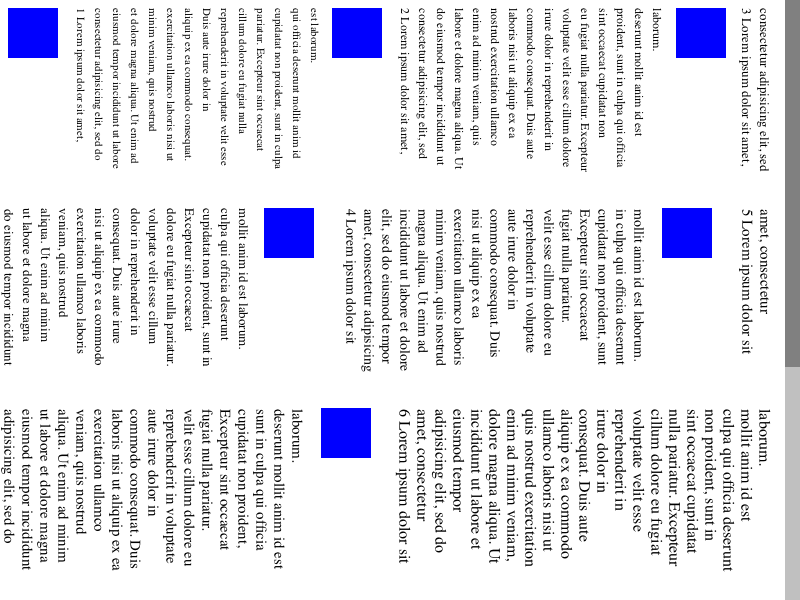 1 Lorem ipsum dolor sit amet,
consectetur adipisicing elit, sed do
eiusmod tempor incididunt ut labore
et dolore magna aliqua. Ut enim ad
minim veniam, quis nostrud
exercitation ullamco laboris nisi ut
aliquip ex ea commodo consequat.
Duis aute irure dolor in
reprehenderit in voluptate velit esse
cillum dolore eu fugiat nulla
pariatur. Excepteur sint occaecat
cupidatat non proident, sunt in culpa
qui officia deserunt mollit anim id
est laborum.
2 Lorem ipsum dolor sit amet,
consectetur adipisicing elit, sed
do eiusmod tempor incididunt ut
labore et dolore magna aliqua. Ut
enim ad minim veniam, quis
nostrud exercitation ullamco
laboris nisi ut aliquip ex ea
commodo consequat. Duis aute
irure dolor in reprehenderit in
voluptate velit esse cillum dolore
eu fugiat nulla pariatur. Excepteur
sint occaecat cupidatat non
proident, sunt in culpa qui officia
deserunt mollit anim id est
laborum.
3 Lorem ipsum dolor sit amet,
consectetur adipisicing elit, sed
do eiusmod tempor incididunt
ut labore et dolore magna
aliqua. Ut enim ad minim
veniam, quis nostrud
exercitation ullamco laboris
nisi ut aliquip ex ea commodo
consequat. Duis aute irure
dolor in reprehenderit in
voluptate velit esse cillum
dolore eu fugiat nulla pariatur.
Excepteur sint occaecat
cupidatat non proident, sunt in
culpa qui officia deserunt
mollit anim id est laborum.
4 Lorem ipsum dolor sit
amet, consectetur adipisicing
elit, sed do eiusmod tempor
incididunt ut labore et dolore
magna aliqua. Ut enim ad
minim veniam, quis nostrud
exercitation ullamco laboris
nisi ut aliquip ex ea
commodo consequat. Duis
aute irure dolor in
reprehenderit in voluptate
velit esse cillum dolore eu
fugiat nulla pariatur.
Excepteur sint occaecat
cupidatat non proident, sunt
in culpa qui officia deserunt
mollit anim id est laborum.
5 Lorem ipsum dolor sit
amet, consectetur
adipisicing elit, sed do
eiusmod tempor incididunt
ut labore et dolore magna
aliqua. Ut enim ad minim
veniam, quis nostrud
exercitation ullamco
laboris nisi ut aliquip ex ea
commodo consequat. Duis
aute irure dolor in
reprehenderit in voluptate
velit esse cillum dolore eu
fugiat nulla pariatur.
Excepteur sint occaecat
cupidatat non proident,
sunt in culpa qui officia
deserunt mollit anim id est
laborum.
6 Lorem ipsum dolor sit
amet, consectetur
adipisicing elit, sed do
eiusmod tempor
incididunt ut labore et
dolore magna aliqua. Ut
enim ad minim veniam,
quis nostrud exercitation
ullamco laboris nisi ut
aliquip ex ea commodo
consequat. Duis aute
irure dolor in
reprehenderit in
voluptate velit esse
cillum dolore eu fugiat
nulla pariatur. Excepteur
sint occaecat cupidatat
non proident, sunt in
culpa qui officia deserunt
mollit anim id est
laborum.